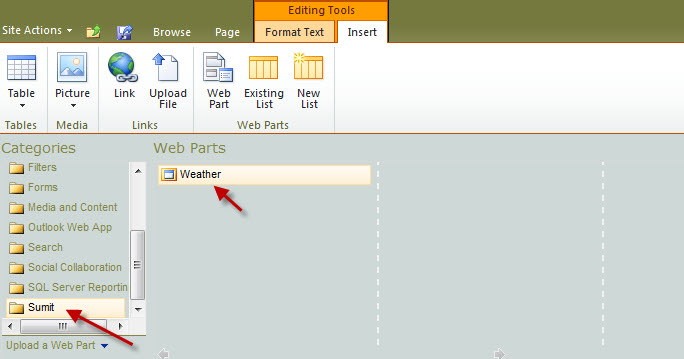 Editing Tools
Site Actions Browse Page Format Text Insert
Table Picture Link Upload File Web Part Existing List New List
Tables Media Links Web Parts
Categories Web Parts
Filters
Weather
Forms
Media and Content
Outlook Web App
Search
Social Collaboration
SQL Server Reportin
Sumit
Upload a Web Part